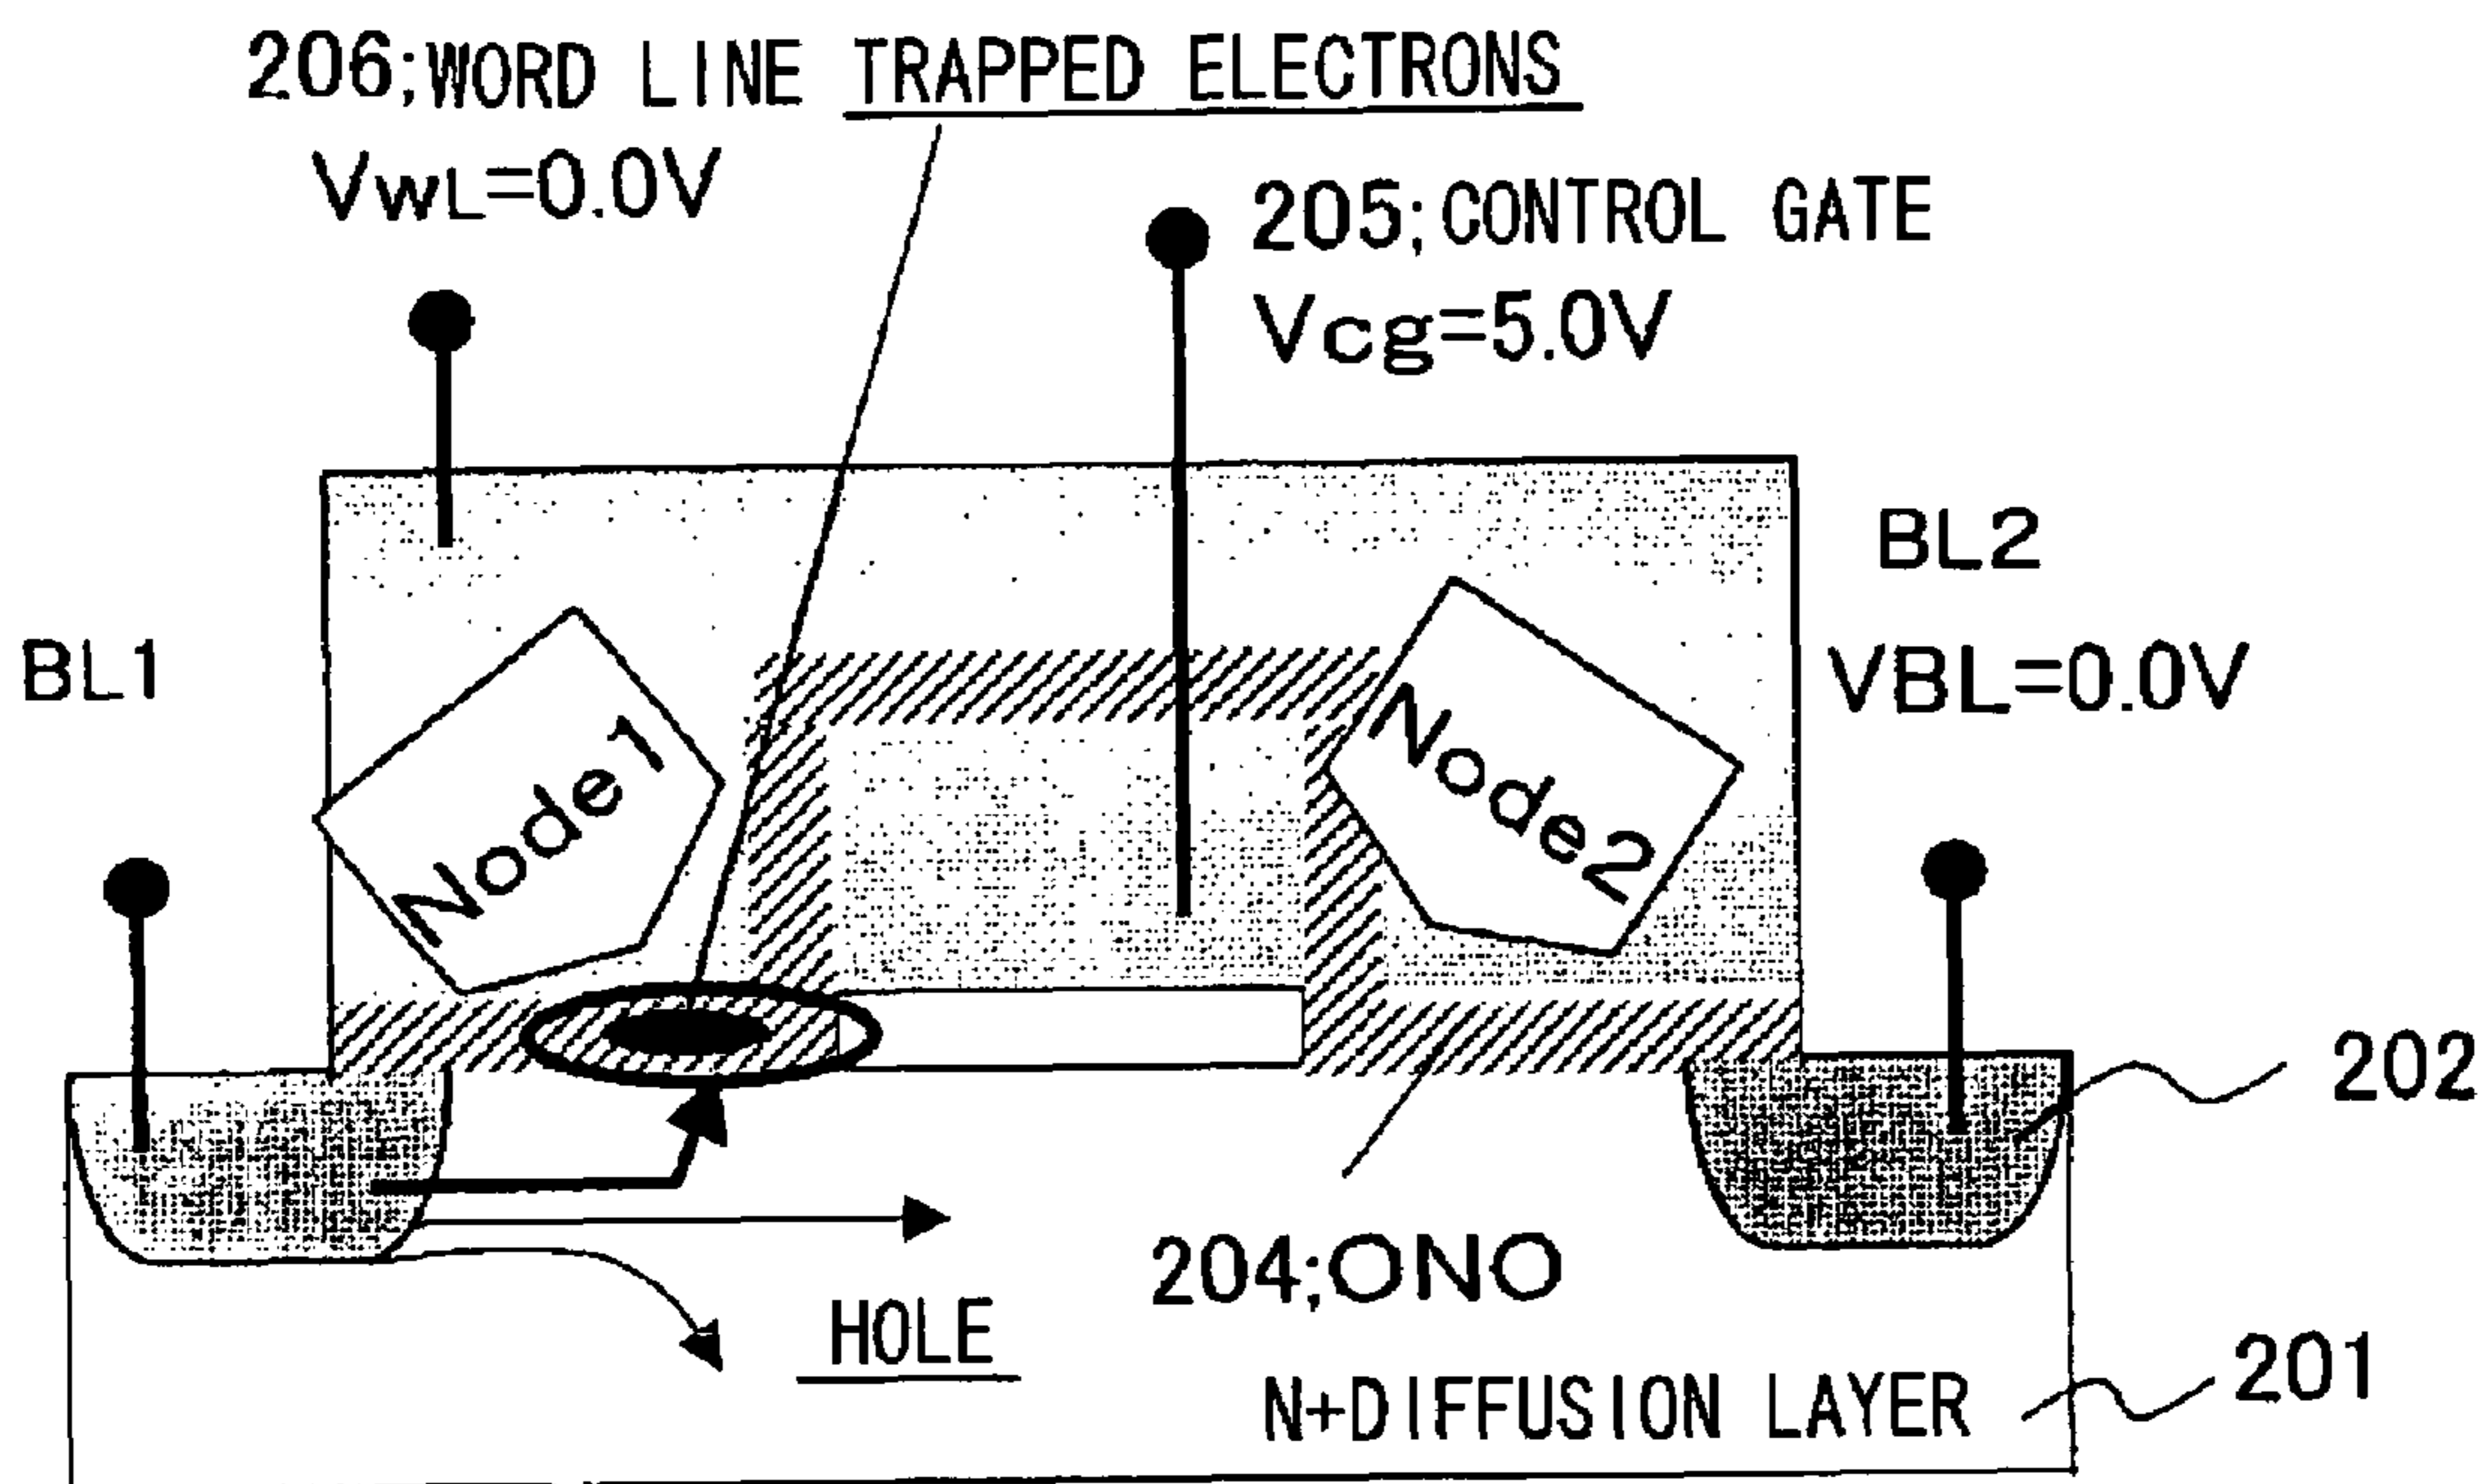 206;WORD LINE TRAPPED ELECTRONS
VWL=0.0V
205;CONTROL GATE
Vcg=5.0V
BL2
BL1
VBL=0.0V
Node1
Node2
202
204;ONO
HOLE
201
N+DIFFUSION LAYER